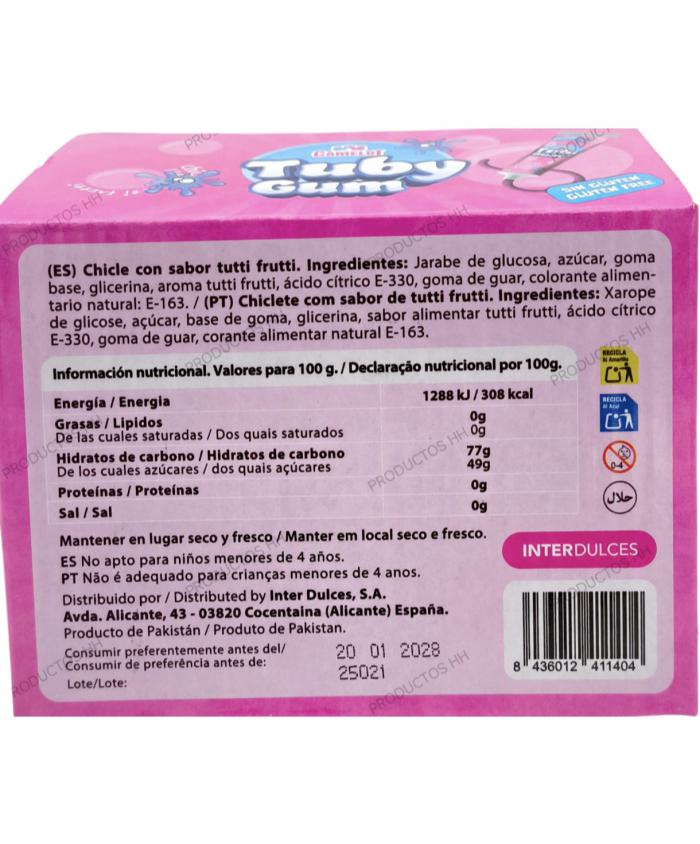 CAMELOT
Tuby
Gum
SIN GLUTEN
GLUTEN FREE
(ES) Chicle con sabor tutti frutti. Ingredientes: Jarabe de glucosa, azúcar, goma
base, glicerina, aroma tutti frutti, ácido cítrico E-330, goma de guar, colorante alimen-
tario natural: E-163. / (PT) Chiclete com sabor de tutti frutti. Ingredientes: Xarope
de glicose, açúcar, base de goma, glicerina, sabor alimentar tutti frutti, ácido cítrico
E-330, goma de guar, corante alimentar natural E-163.
Información nutricional. Valores para 100 g. / Declaração nutricional por 100g.
Energía / Energia 1288 kJ / 308 kcal
Grasas / Lipidos 0g
De las cuales saturadas / Dos quais saturados 0g
Hidratos de carbono / Hidratos de carbono 77g
De los cuales azúcares / dos quais açúcares 49g
Proteínas / Proteínas 0g
Sal / Sal 0g
RECICLA
Al Amarillo
RECICLA
Al Azul
0-4
حلال
Mantener en lugar seco y fresco / Manter em local seco e fresco.
ES No apto para niños menores de 4 años.
PT Não é adequado para crianças menores de 4 anos.
INTERDULCES
Distribuido por / Distributed by Inter Dulces, S.A.
Avda. Alicante, 43 - 03820 Cocentaina (Alicante) España.
Producto de Pakistán / Produto de Pakistan.
Consumir preferentemente antes del/ 20 01 2028
Consumir de preferência antes de:
25021
Lote/Lote:
8 436012 411404
PRODUCTOS HH